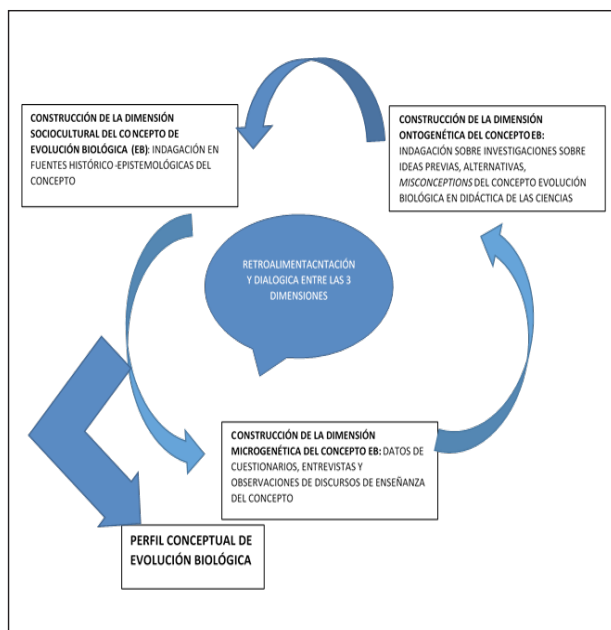 CONSTRUCCIÓN DE LA DIMENSIÓN
SOCIOCULTURAL DEL CONCEPTO DE
EVOLUCIÓN BIOLÓGICA (EB): INDAGACIÓN EN
FUENTES HISTÓRICO -EPISTEMOLÓGICAS DEL
CONCEPTO
CONSTRUCCIÓN DE LA DIMENSIÓN
ONTOGENÉTICA DEL CONCEPTO EB:
INDAGACIÓN SOBRE INVESTIGACIONES SOBRE
IDEAS PREVIAS, ALTERNATIVAS,
MISCONCEPTIONS DEL CONCEPTO EVOLUCIÓN
BIOLÓGICA EN DIDÁCTICA DE LAS CIENCIAS
RETROALIMENTACNTACIÓN
Y DIALOGICA ENTRE LAS 3
DIMENSIONES
CONSTRUCCIÓN DE LA DIMENSIÓN
MICROGENÉTICA DEL CONCEPTO EB: DATOS DE
CUESTIONARIOS, ENTREVISTAS Y
OBSERVACIONES DE DISCURSOS DE ENSEÑANZA
DEL CONCEPTO
PERFIL CONCEPTUAL DE
EVOLUCIÓN BIOLÓGICA